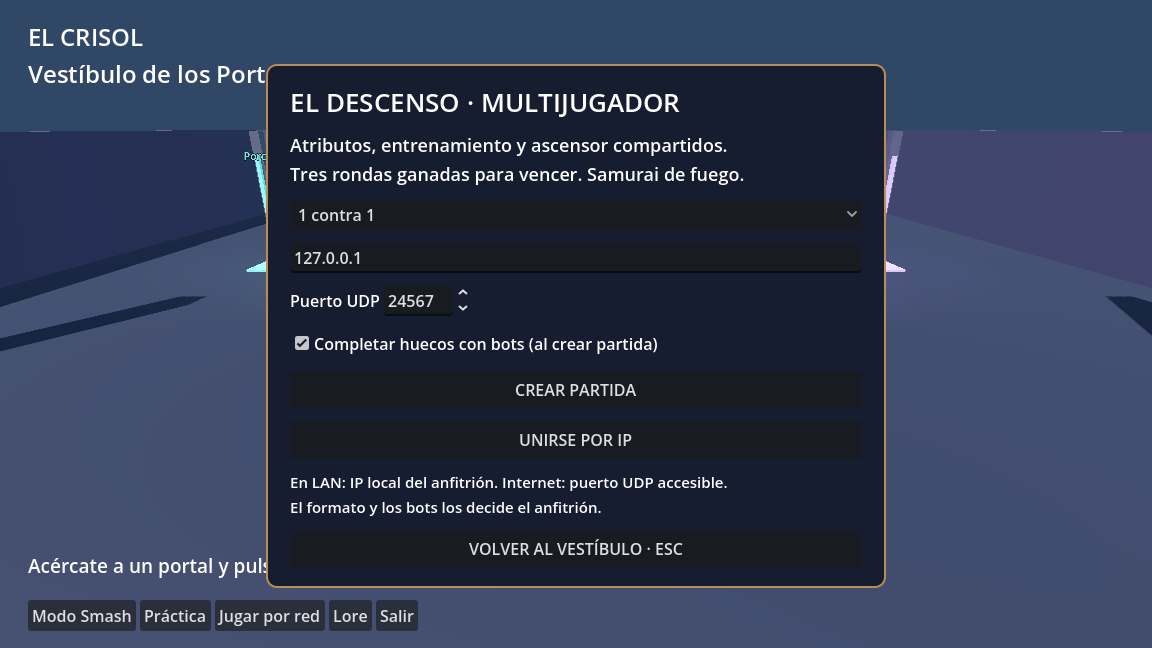 EL CRISOL
Vestíbulo de los Port
EL DESCENSO · MULTIJUGADOR
Atributos, entrenamiento y ascensor compartidos.
Tres rondas ganadas para vencer. Samurai de fuego.
1 contra 1
127.0.0.1
Puerto UDP 24567
Completar huecos con bots (al crear partida)
CREAR PARTIDA
UNIRSE POR IP
En LAN: IP local del anfitrión. Internet: puerto UDP accesible.
El formato y los bots los decide el anfitrión.
VOLVER AL VESTÍBULO · ESC
Acércate a un portal y puls
Modo Smash Práctica Jugar por red Lore Salir